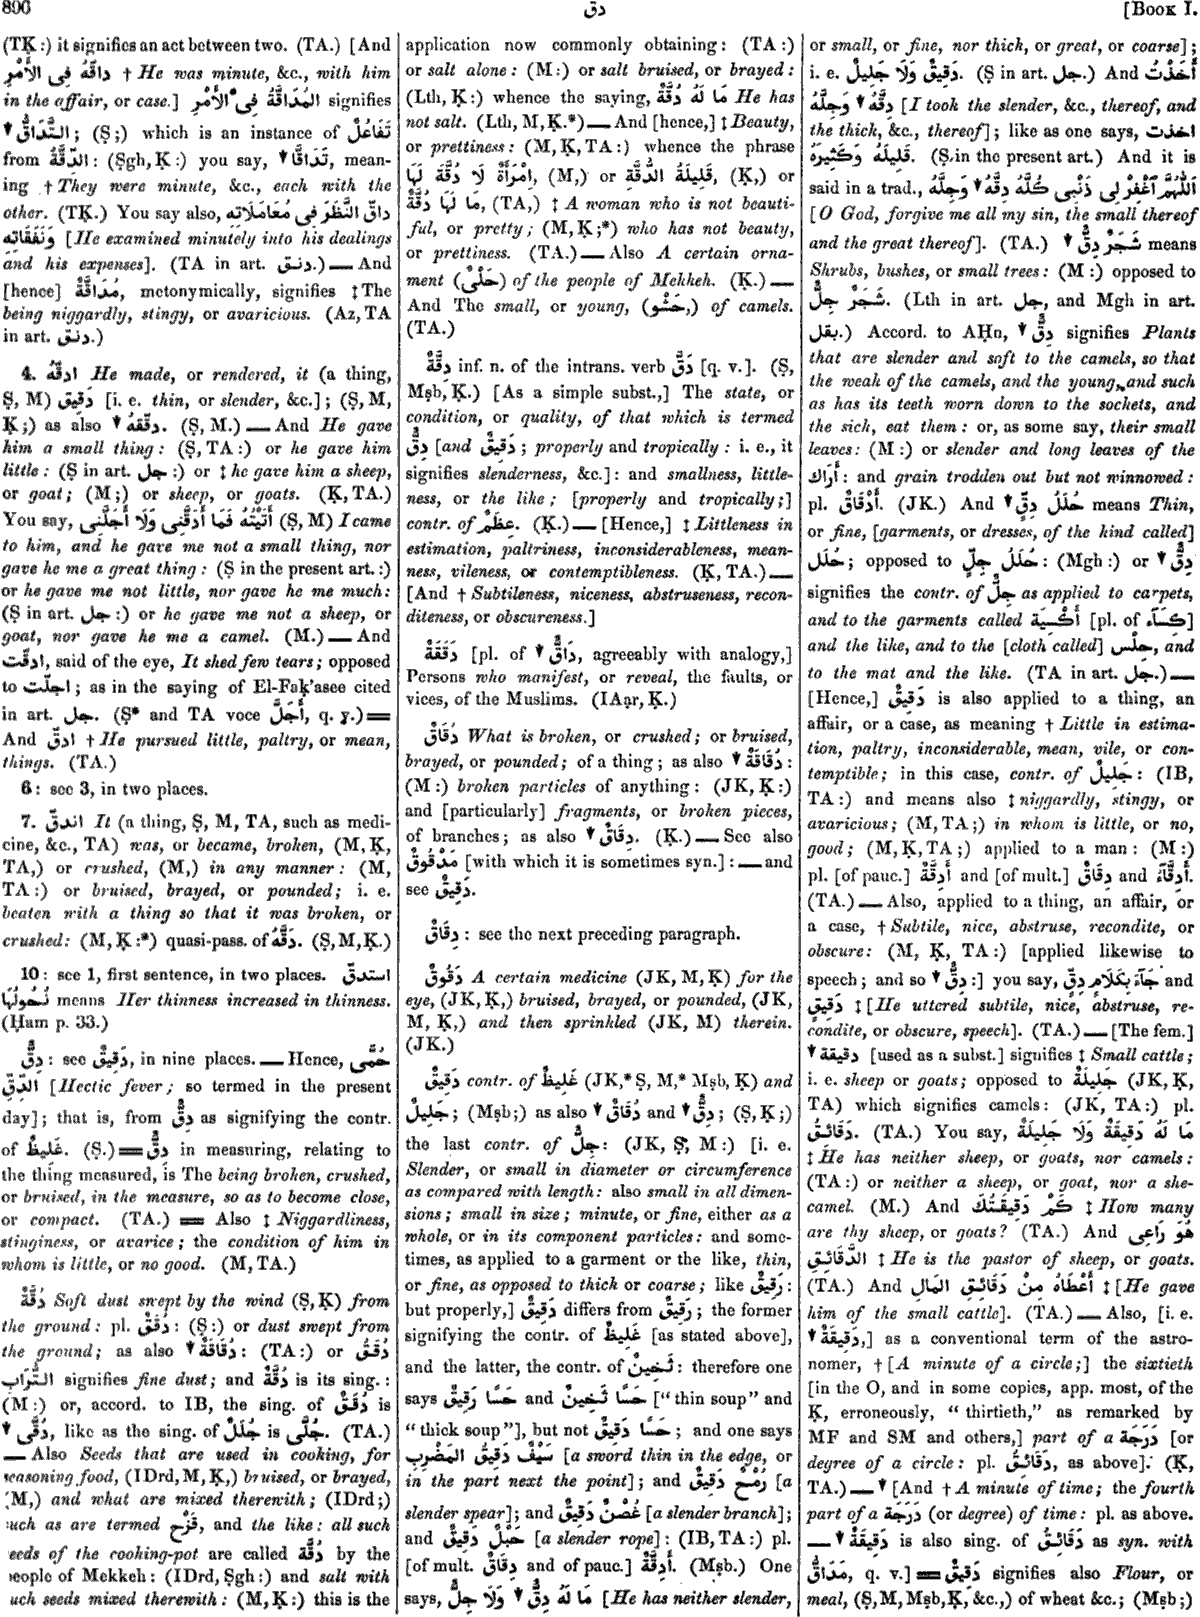 896
دق
[BOOK I.
(TḲ:) it signifies an act between two. (TA.) [And
داقّهُ فِى الأَمْرِ † He was minute, &c., with him
in the affair, or case.] المُدَاقَّةُ فِى الأَمْرِ signifies
التَّدَاقُّ ; (Ṣ;) which is an instance of تَفَاعُلٌ
from الدِّقَّةُ : (Ṣgh, Ḳ:) you say, تَدَاقَّا, mean-
ing † They were minute, &c., each with the
other. (TḲ.) You say also, داقّ النَّظَرَ فِى مُعَامَلَاتِهِ
وَنَفَقَاتِهِ [He examined minutely into his dealings
and his expenses]. (TA in art. دنق.) — And
[hence] مُدَاقَّةٌ, metonymically, signifies ‡ The
being niggardly, stingy, or avaricious. (Az, TA
in art. دنق.)
4. ادقّهُ He made, or rendered, it (a thing,
Ṣ, M) دَقِيق [i. e. thin, or slender, &c.]; (Ṣ, M,
Ḳ;) as also دقّقهُ. (Ṣ, M.) — And He gave
him a small thing: (Ṣ, TA:) or he gave him
little: (Ṣ in art. جل:) or ‡ he gave him a sheep,
or goat; (M;) or sheep, or goats. (Ḳ, TA.)
You say, أَتَيْتُهُ فَمَا أَدَقَّنِى وَلَا أَجَلَّنِى (Ṣ, M) I came
to him, and he gave me not a small thing, nor
gave he me a great thing: (Ṣ in the present art.:)
or he gave me not little, nor gave he me much:
(Ṣ in art. جل:) or he gave me not a sheep, or
goat, nor gave he me a camel. (M.) — And
ادقّت, said of the eye, It shed few tears; opposed
to اجلّت; as in the saying of El-Faḳ'asee cited
in art. جل. (Ṣ* and TA voce أَجَلَّ, q. v.) =
And ادقّ † He pursued little, paltry, or mean,
things. (TA.)
6: see 3, in two places.
7. اندقّ It (a thing, Ṣ, M, TA, such as medi-
cine, &c., TA) was, or became, broken, (M, Ḳ,
TA,) or crushed, (M,) in any manner: (M,
TA:) or bruised, brayed, or pounded; i. e.
beaten with a thing so that it was broken, or
crushed: (M, Ḳ:*) quasi-pass. of دَقَّهُ. (Ṣ, M, Ḳ.)
10: see 1, first sentence, in two places. استدقّ
نُحُولُهَا means Her thinness increased in thinness.
(Ḥam p. 33.)
دِقٌّ : see دَقِيقٌ, in nine places. — Hence, حُمَّى
الدِّقِّ [Hectic fever; so termed in the present
day]; that is, from دِقٌّ as signifying the contr.
of غَلِيظٌ. (Ṣ.) = دِقٌّ in measuring, relating to
the thing measured, is The being broken, crushed,
or bruised, in the measure, so as to become close,
or compact. (TA.) = Also ‡ Niggardliness,
stinginess, or avarice; the condition of him in
whom is little, or no good. (M, TA.)
دُقَّةٌ Soft dust swept by the wind (Ṣ, Ḳ) from
the ground: pl. دُقَقٌ : (Ṣ:) or dust swept from
the ground; as also دُقَاقَةٌ : (TA:) or دُقَقُ
التُّرَابِ signifies fine dust; and دُقَّةٌ is its sing.:
(M:) or, accord. to IB, the sing. of دُقَقٌ is
دُقَّى, like as the sing. of جُلَلٌ is جُلَّى. (TA.)
— Also Seeds that are used in cooking, for
seasoning food, (IDrd, M, Ḳ,) bruised, or brayed,
(M,) and what are mixed therewith; (IDrd;)
such as are termed قَزْح, and the like: all such
seeds of the cooking-pot are called دُقَّة by the
people of Mekkeh: (IDrd, Ṣgh:) and salt with
such seeds mixed therewith: (M, Ḳ:) this is the
application now commonly obtaining: (TA:)
or salt alone: (M:) or salt bruised, or brayed:
(Lth, Ḳ:) whence the saying, مَا لَهُ دُقَّةٌ He has
not salt. (Lth, M, Ḳ.*) — And [hence,] ‡ Beauty,
or prettiness: (M, Ḳ, TA:) whence the phrase
اِمْرَأَةٌ لَا دُقَّةَ لَهَا, (M,) or قَلِيلَةُ الدُّقَّةِ, (Ḳ,) or
مَا لَهَا دُقَّةٌ, (TA,) ‡ A woman who is not beauti-
ful, or pretty; (M, Ḳ;*) who has not beauty,
or prettiness. (TA.) — Also A certain orna-
ment (حَلْىٌ) of the people of Mekkeh. (Ḳ.) —
And The small, or young, (حَشْو,) of camels.
(TA.)
دِقَّةٌ inf. n. of the intrans. verb دَقَّ [q. v.]. (Ṣ,
Mṣb, Ḳ.) [As a simple subst.,] The state, or
condition, or quality, of that which is termed
دِقٌّ [and دَقِيقٌ; properly and tropically: i. e., it
signifies slenderness, &c.]: and smallness, little-
ness, or the like; [properly and tropically;]
contr. of عِظَمٌ. (Ḳ.) — [Hence,] ‡ Littleness in
estimation, paltriness, inconsiderableness, mean-
ness, vileness, or contemptibleness. (Ḳ, TA.) —
[And † Subtileness, niceness, abstruseness, recon-
diteness, or obscureness.]
دَقَقَةٌ [pl. of دَاقٌّ, agreeably with analogy,]
Persons who manifest, or reveal, the faults, or
vices, of the Muslims. (IAạr, Ḳ.)
دُقَاقٌ What is broken, or crushed; or bruised,
brayed, or pounded; of a thing; as also دُقَاقَةٌ :
(M:) broken particles of anything: (JK, Ḳ:)
and [particularly] fragments, or broken pieces,
of branches; as also دِقَاقٌ. (Ḳ.) — See also
مَدْقُوقٌ [with which it is sometimes syn.]: — and
see دَقِيقٌ.
دِقَاقٌ : see the next preceding paragraph.
دَقُوقٌ A certain medicine (JK, M, Ḳ) for the
eye, (JK, Ḳ,) bruised, brayed, or pounded, (JK,
M, Ḳ,) and then sprinkled (JK, M) therein.
(JK.)
دَقِيقٌ contr. of غَلِيظٌ (JK,* Ṣ, M,* Mṣb, Ḳ) and
جَلِيلٌ; (Mṣb;) as also دُقَاقٌ and دِقٌّ; (Ṣ, Ḳ;)
the last contr. of جِلٌّ: (JK, Ṣ, M:) [i. e.
Slender, or small in diameter or circumference
as compared with length: also small in all dimen-
sions; small in size; minute, or fine, either as a
whole, or in its component particles: and some-
times, as applied to a garment or the like, thin,
or fine, as opposed to thick or coarse; like رَقِيقٌ:
but properly,] دَقِيقٌ differs from رَقِيقٌ; the former
signifying the contr. of غَلِيظٌ [as stated above],
and the latter, the contr. of ثَخِينٌ: therefore one
says حَسًا رَقِيقٌ and حَسًا ثَخِينٌ ["thin soup" and
"thick soup"], but not حَسًا دَقِيقٌ; and one says
سَيْفٌ دَقِيقُ المَضْرِبِ [a sword thin in the edge, or
in the part next the point]; and رُمْحٌ دَقِيقٌ [a
slender spear]; and غُصْنٌ دَقِيقٌ [a slender branch];
and حَبْلٌ دَقِيقٌ [a slender rope]: (IB, TA:) pl.
[of mult. دِقَاقٌ and of pauc.] أَدِقَّةٌ. (Mṣb.) One
says, مَا لَهُ دِقٌّ وَلَا جِلٌّ [He has neither slender,
or small, or fine, nor thick, or great, or coarse];
i. e. دَقِيقٌ وَلَا جَلِيلٌ. (Ṣ in art. جل.) And أَخَذْتُ
دِقَّهُ وَجِلَّهُ [I took the slender, &c., thereof, and
the thick, &c., thereof]; like as one says, اخذت
قَلِيلَهُ وَكَثِيرَهُ. (Ṣ in the present art.) And it is
said in a trad., اَللّٰهُمَّ ٱغْفِرْ لِى ذَنْبِى كُلَّهُ دِقَّهُ وَجِلَّهُ
[O God, forgive me all my sin, the small thereof
and the great thereof]. (TA.) شَجَرٌ دِقٌّ means
Shrubs, bushes, or small trees: (M:) opposed to
شَجَرٌ جِلٌّ. (Lth in art. جل, and Mgh in art.
بقل.) Accord. to AḤn, دِقٌّ signifies Plants
that are slender and soft to the camels, so that
the weak of the camels, and the young, and such
as has its teeth worn down to the sockets, and
the sick, eat them: or, as some say, their small
leaves: (M:) or slender and long leaves of the
أَرَاك: and grain trodden out but not winnowed:
pl. أَدْقَاقٌ. (JK.) And حُلَلُ دِقٍّ means Thin,
or fine, [garments, or dresses, of the kind called]
حُلَل; opposed to حُلَلُ جِلٍّ: (Mgh:) or دِقٌّ
signifies the contr. of جِلٌّ as applied to carpets,
and to the garments called أَكْسِيَة [pl. of كِسَآء]
and the like, and to the [cloth called] حِلْس, and
to the mat and the like. (TA in art. جل.) —
[Hence,] دَقِيقٌ is also applied to a thing, an
affair, or a case, as meaning † Little in estima-
tion, paltry, inconsiderable, mean, vile, or con-
temptible; in this case, contr. of جَلِيلٌ: (IB,
TA:) and means also ‡ niggardly, stingy, or
avaricious; (M, TA;) in whom is little, or no,
good; (M, Ḳ, TA;) applied to a man: (M:)
pl. [of pauc.] أَدِقَّةٌ and [of mult.] دِقَاقٌ and أَدِقَّآءُ.
(TA.) — Also, applied to a thing, an affair, or
a case, † Subtile, nice, abstruse, recondite, or
obscure: (M, Ḳ, TA:) [applied likewise to
speech; and so دِقٌّ:] you say, جَآءَ بِكَلَامٍ دِقٍّ and
دَقِيقٍ ‡ [He uttered subtile, nice, abstruse, re-
condite, or obscure, speech]. (TA.) — [The fem.]
دقيقة [used as a subst.] signifies ‡ Small cattle;
i. e. sheep or goats; opposed to جَلِيلَةٌ (JK, Ḳ,
TA) which signifies camels: (JK, TA:) pl.
دَقَائِقُ. (TA.) You say, مَا لَهُ دَقِيقَةٌ وَلَا جَلِيلَةٌ
‡ He has neither sheep, or goats, nor camels:
(TA:) or neither a sheep, or goat, nor a she-
camel. (M.) And كَمْ دَقِيقَتُكَ ‡ How many
are thy sheep, or goats? (TA.) And هُوَ رَاعِى
الدَّقَائِقِ ‡ He is the pastor of sheep, or goats.
(TA.) And أَعْطَاهُ مِنْ دَقَائِقِ المَالِ ‡ [He gave
him of the small cattle]. (TA.) — Also, [i. e.
دَقِيقَةٌ,] as a conventional term of the astro-
nomer, † [A minute of a circle;] the sixtieth
[in the O, and in some copies, app. most, of the
Ḳ, erroneously, "thirtieth," as remarked by
MF and SM and others,] part of a دَرَجَة [or
degree of a circle: pl. دَقَائِقُ, as above]. (Ḳ,
TA.) — [And † A minute of time; the fourth
part of a دَرَجَة (or degree) of time: pl. as above.
— دَقِيقَةٌ is also sing. of دَقَائِقُ as syn. with
مَدَاقُّ, q. v.] = دَقِيقٌ signifies also Flour, or
meal, (Ṣ, M, Mṣb, Ḳ, &c.,) of wheat &c.; (Mṣb;)